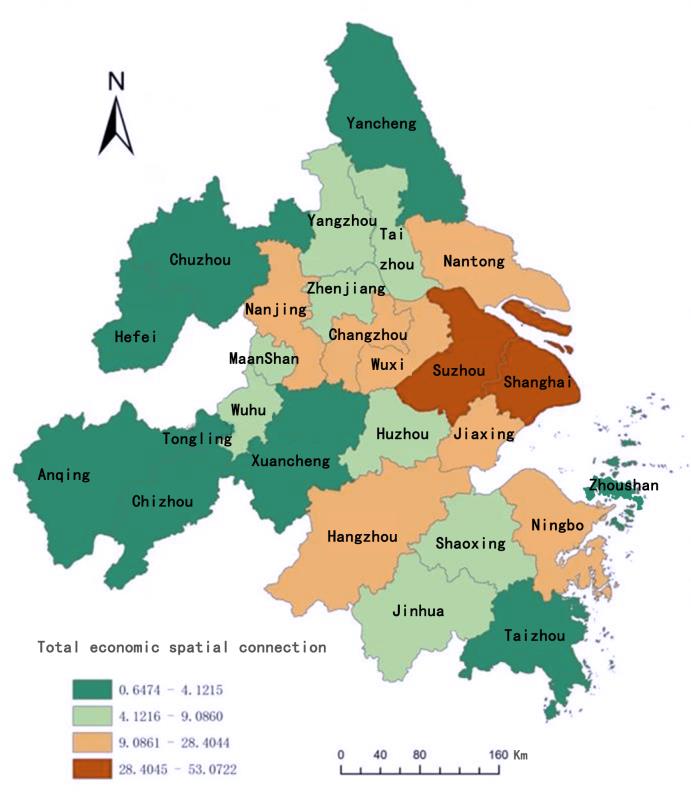 N
Yancheng
Yangzhou
Tai
zhou
Chuzhou
Nantong
Zhenjiang
Nanjing
Changzhou
Hefei
MaanShan
Wuxi
Suzhou
Shanghai
Wuhu
Tongling
Huzhou
Jiaxing
Xuancheng
Anqing
Zhoushan
Chizhou
Ningbo
Hangzhou
Shaoxing
Jinhua
Taizhou
Total economic spatial connection
0.6474 - 4.1215
4.1216 - 9.0860
9.0861 - 28.4044
28.4045 - 53.0722
0 40 80 160 Km